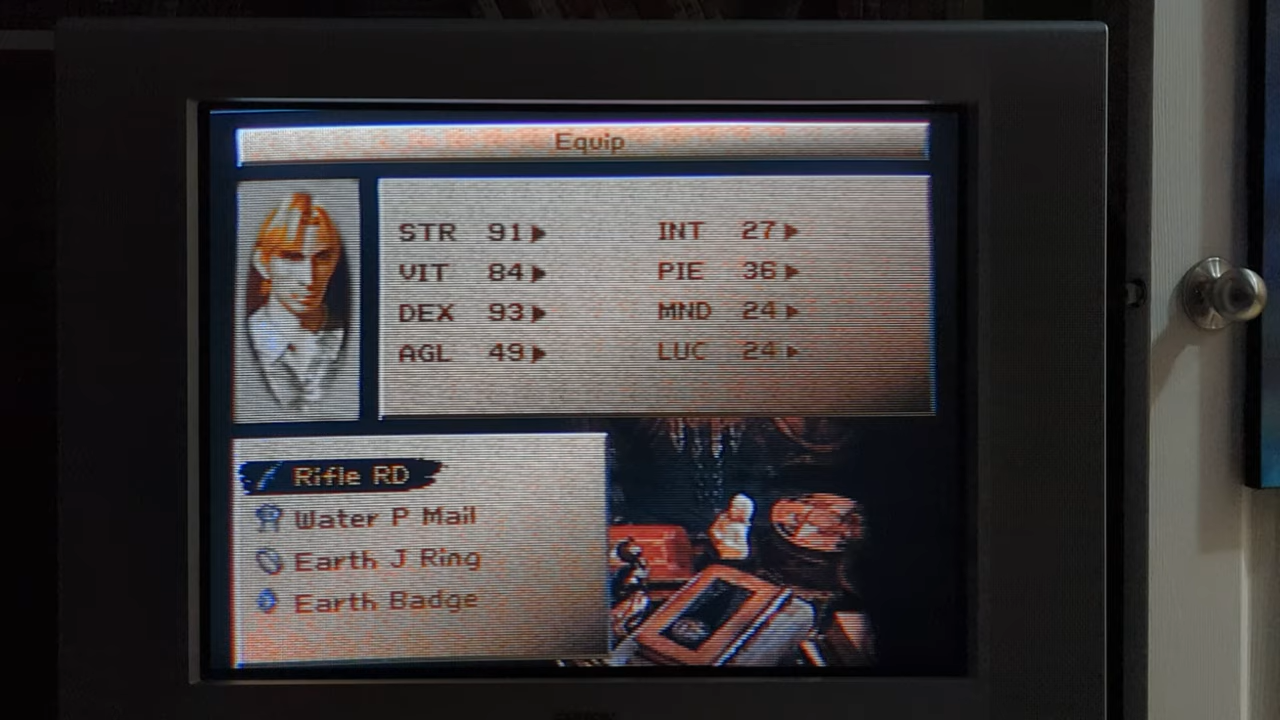 Equip
STR 91▶ INT 27▶
VIT 84▶ PIE 36▶
DEX 93▶ MND 24▶
AGL 49▶ LUC 24▶
Rifle RD
Water P Mail
Earth J Ring
Earth Badge